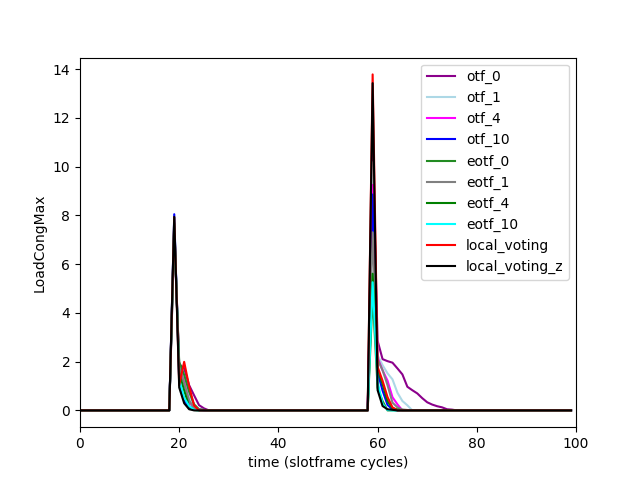 14
12
10
8
6
4
2
0
LoadCongMax
0
20
40
60
80
100
time (slotframe cycles)
otf_0
otf_1
otf_4
otf_10
eotf_0
eotf_1
eotf_4
eotf_10
local_voting
local_voting_z